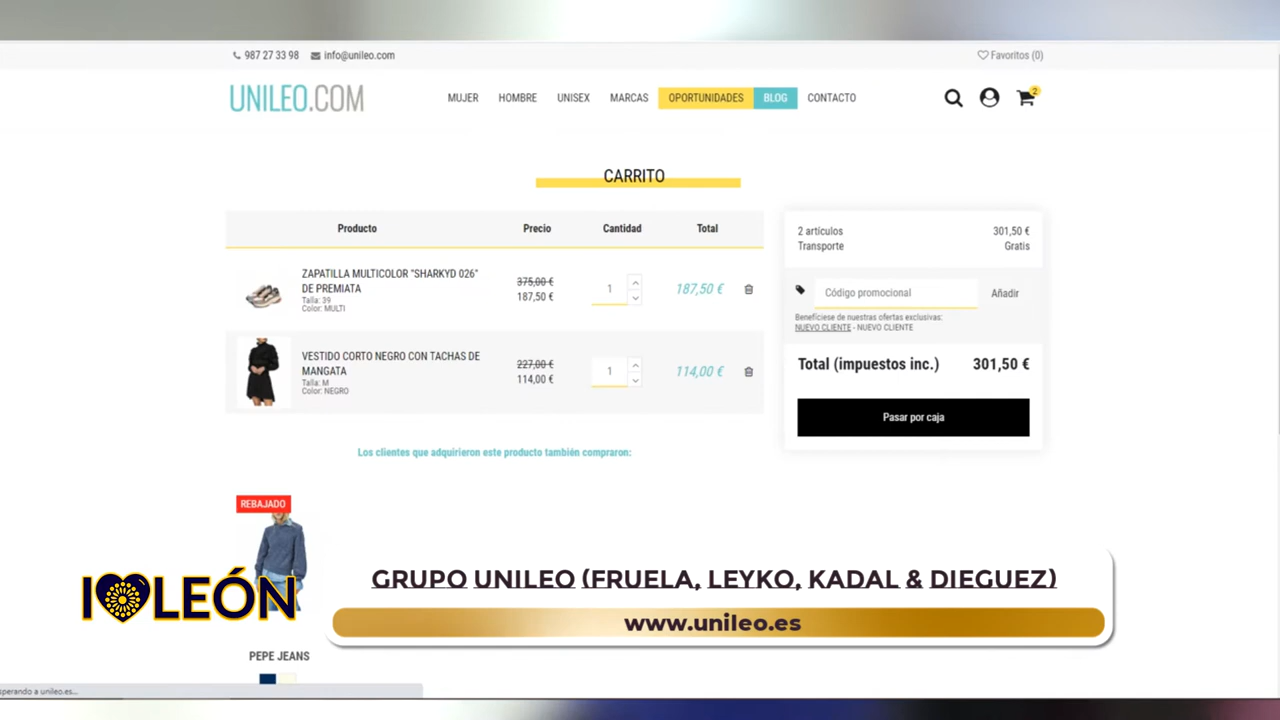 987 27 33 98 info@unileo.com Favoritos (0)
UNILEO.COM
MUJER HOMBRE UNISEX MARCAS OPORTUNIDADES BLOG CONTACTO
2
CARRITO
Producto Precio Cantidad Total
ZAPATILLA MULTICOLOR "SHARKYD 026"
DE PREMIATA
Talla: 39
Color: MULTI
375,00 €
187,50 €
1
187,50 €
VESTIDO CORTO NEGRO CON TACHAS DE
MANGATA
Talla: M
Color: NEGRO
227,00 €
114,00 €
1
114,00 €
2 artículos 301,50 €
Transporte Gratis
Código promocional Añadir
Benefíciese de nuestras ofertas exclusivas:
NUEVO CLIENTE - NUEVO CLIENTE
Total (impuestos inc.) 301,50 €
Pasar por caja
Los clientes que adquirieron este producto también compraron:
REBAJADO
I LEÓN
GRUPO UNILEO (FRUELA, LEYKO, KADAL & DIEGUEZ)
www.unileo.es
PEPE JEANS
sperando a unileo.es...